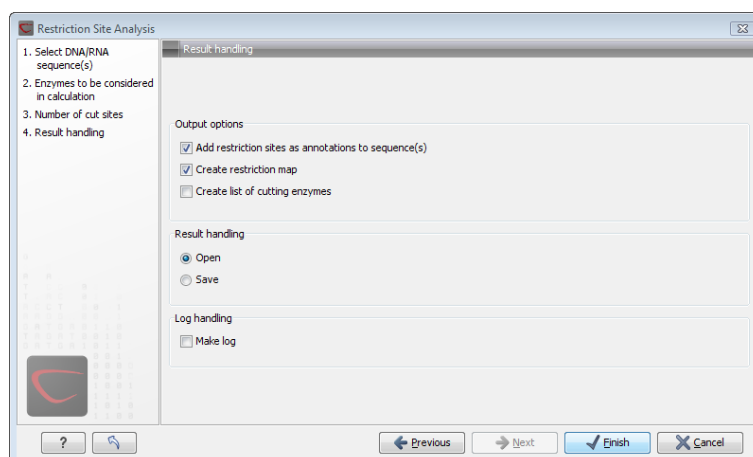 Restriction Site Analysis
1. Select DNA/RNA
sequence(s)
2. Enzymes to be considered
in calculation
3. Number of cut sites
4. Result handling
Result handling
Output options
Add restriction sites as annotations to sequence(s)
Create restriction map
Create list of cutting enzymes
Result handling
Open
Save
Log handling
Make log
?
Previous
Next
Finish
Cancel